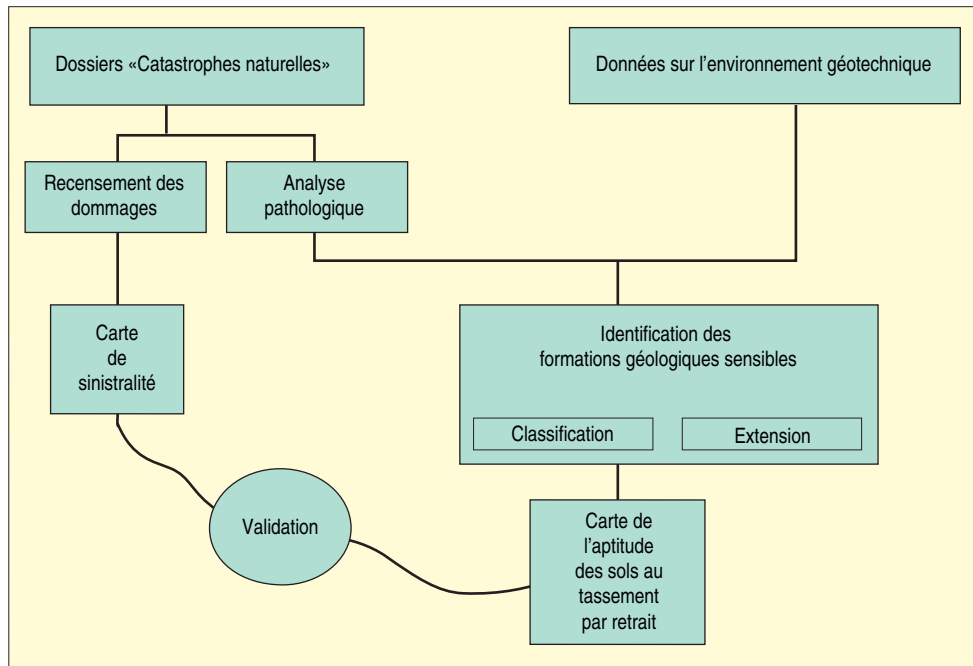 Dossiers «Catastrophes naturelles»
Données sur l'environnement géotechnique
Recensement des
dommages
Analyse
pathologique
Carte
de
sinistralité
Identification des
formations géologiques sensibles
Classification
Extension
Validation
Carte de
l'aptitude
des sols au
tassement
par retrait